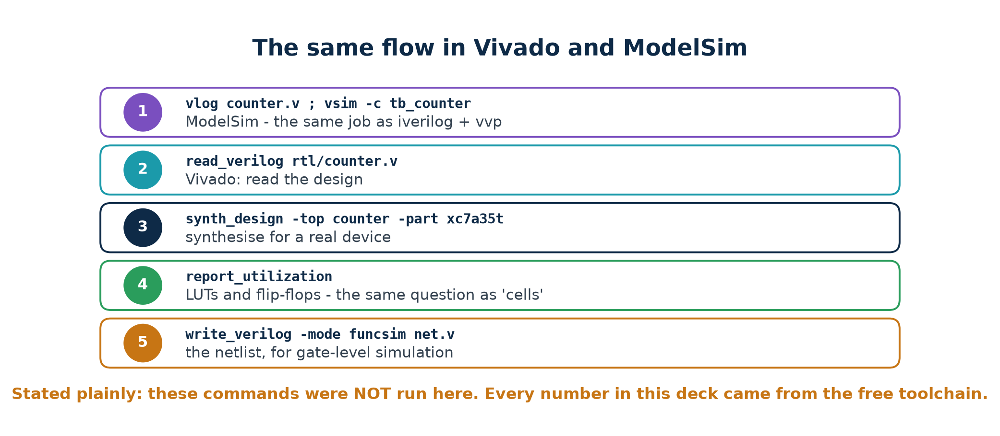 The same flow in Vivado and ModelSim
1
vlog counter.v ; vsim -c tb_counter
ModelSim - the same job as iverilog + vvp
2
read_verilog rtl/counter.v
Vivado: read the design
3
synth_design -top counter -part xc7a35t
synthesise for a real device
4
report_utilization
LUTs and flip-flops - the same question as 'cells'
5
write_verilog -mode funcsim net.v
the netlist, for gate-level simulation
Stated plainly: these commands were NOT run here. Every number in this deck came from the free toolchain.